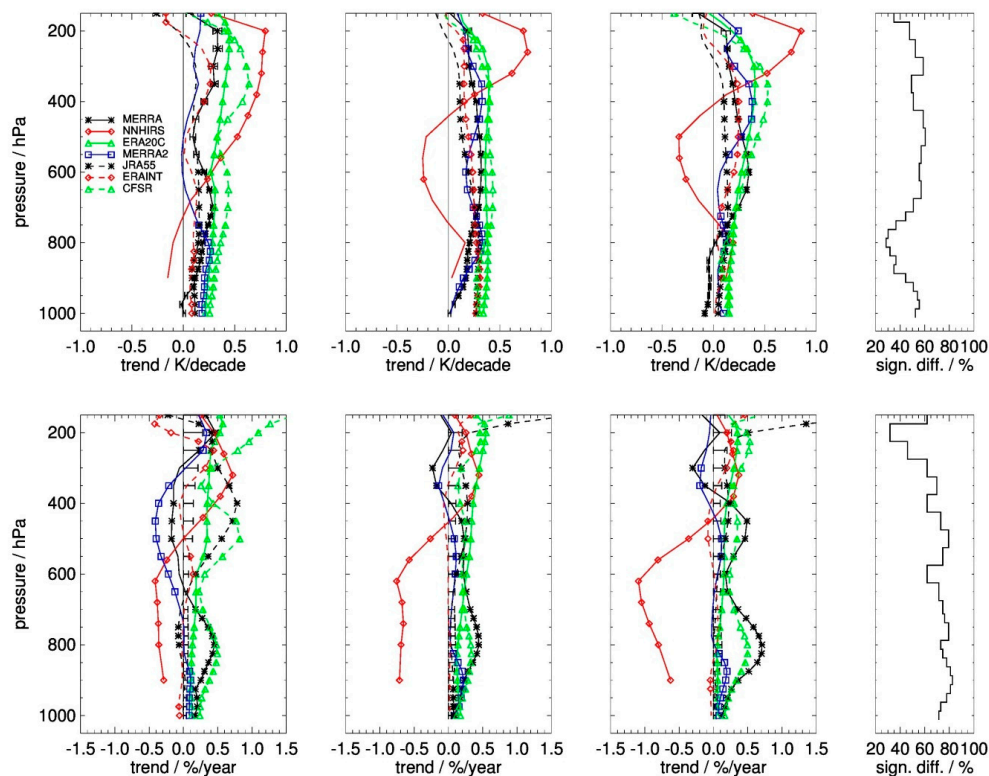 200
400
600
800
1000
pressure / hPa
MERRA
NNHIRS
ERA20C
MERRA2
JRA55
ERAINT
CFSR
-1.0 -0.5 0.0 0.5 1.0
trend / K/decade
-1.0 -0.5 0.0 0.5 1.0
trend / K/decade
-1.0 -0.5 0.0 0.5 1.0
trend / K/decade
20 40 60 80 100
sign. diff. / %
200
400
600
800
1000
pressure / hPa
-1.5 -1.0 -0.5 0.0 0.5 1.0 1.5
trend / %/year
-1.5 -1.0 -0.5 0.0 0.5 1.0 1.5
trend / %/year
-1.5 -1.0 -0.5 0.0 0.5 1.0 1.5
trend / %/year
20 40 60 80 100
sign. diff. / %